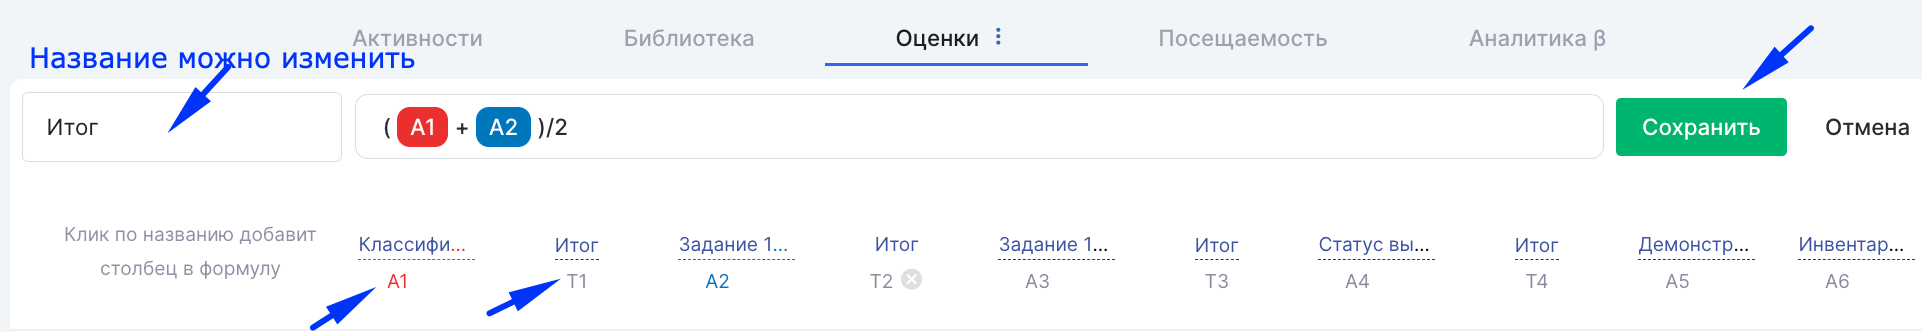 Активности Библиотека Оценки Посещаемость Аналитика β
Название можно изменить
Итог ( A1 + A2 )/2 Сохранить Отмена
Клик по названию добавит
столбец в формулу
Классифи... Итог Задание 1... Итог Задание 1... Итог Статус вы... Итог Демонстр... Инвентар...
A1 T1 A2 T2 A3 T3 A4 T4 A5 A6